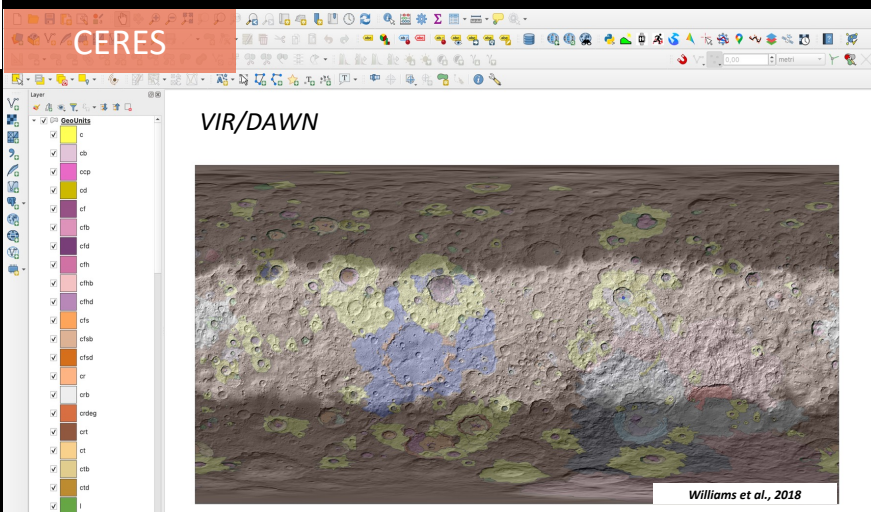 CERES
0,00
metri
Layer
VIR/DAWN
GeoUnits
c
cb
ccp
cd
cf
cfb
cfd
cfh
cfhb
cfhd
cfs
cfsb
cfsd
cr
crb
crdeg
crt
ct
ctb
ctd
l
Williams et al., 2018